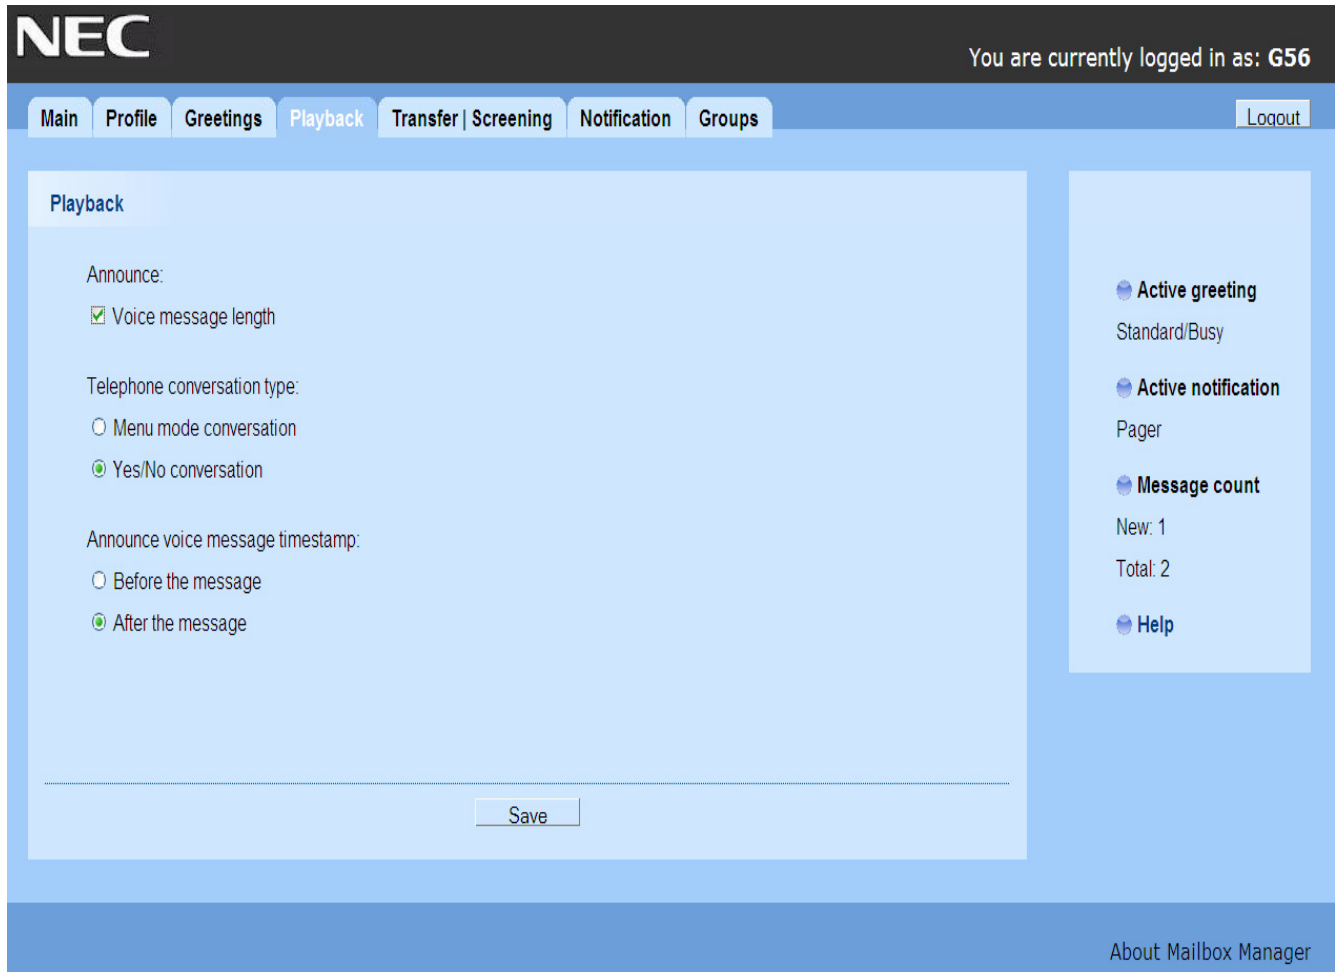 NEC
You are currently logged in as: G56
Main Profile Greetings Playback Transfer | Screening Notification Groups Logout
Playback
Announce:
Voice message length
Telephone conversation type:
Menu mode conversation
Yes/No conversation
Announce voice message timestamp:
Before the message
After the message
Save
Active greeting
Standard/Busy
Active notification
Pager
Message count
New: 1
Total: 2
Help
About Mailbox Manager